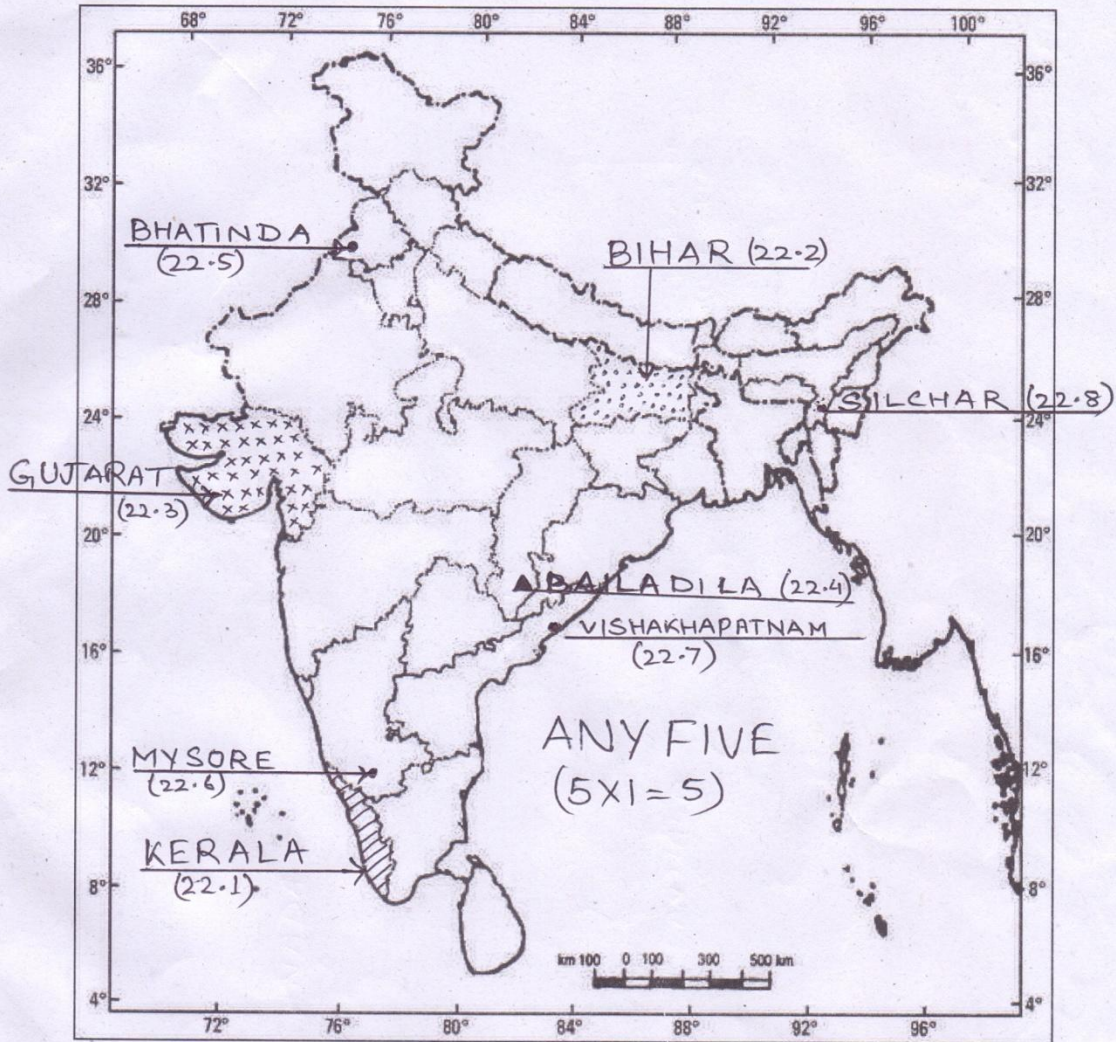 68° 72° 76° 80° 84° 88° 92° 96° 100°
36° 36°
32° 32°
BHATINDA
(22.5)
BIHAR (22.2)
28° 28°
SILCHAR (22.8)
24° 24°
GUJARAT
(22.3)
20° 20°
BAILADILA (22.4)
VISHAKHAPATNAM
(22.7)
16° 16°
ANY FIVE
(5X1=5)
MYSORE
(22.6)
12° 12°
KERALA
(22.1)
8° 8°
km 100 0 100 300 500 km
4° 4°
72° 76° 80° 84° 88° 92° 96°